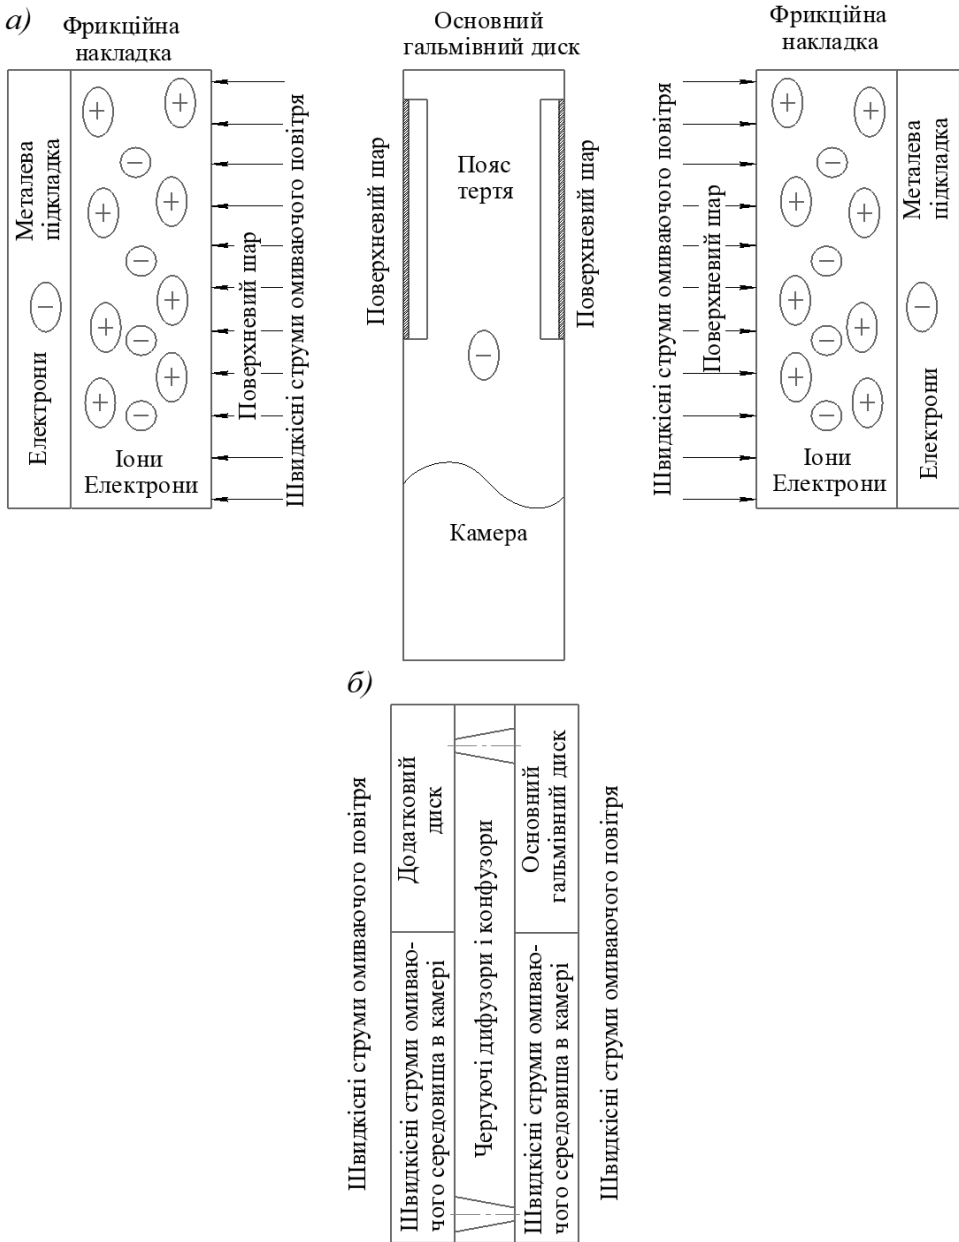 а)
Фрикційна
накладка
Основний
гальмівний диск
Фрикційна
накладка
Металева
підкладка
Електрони
+
+
−
+
+
−
+
+
−
+
+
−
−
Іони
Електрони
Поверхневий шар
Швидкісні струми омиваючого повітря
Поверхневий шар
Пояс
тертя
Поверхневий шар
−
Камера
Швидкісні струми омиваючого повітря
Поверхневий шар
+
+
−
+
+
−
+
+
−
+
+
−
−
Іони
Електрони
Металева
підкладка
Електрони
б)
Швидкісні струми омиваючого повітря
Додатковий
диск
Швидкісні струми омиваю-
чого середовища в камері
Чергуючі дифузори і конфузори
Основний
гальмівний диск
Швидкісні струми омиваю-
чого середовища в камері
Швидкісні струми омиваючого повітря